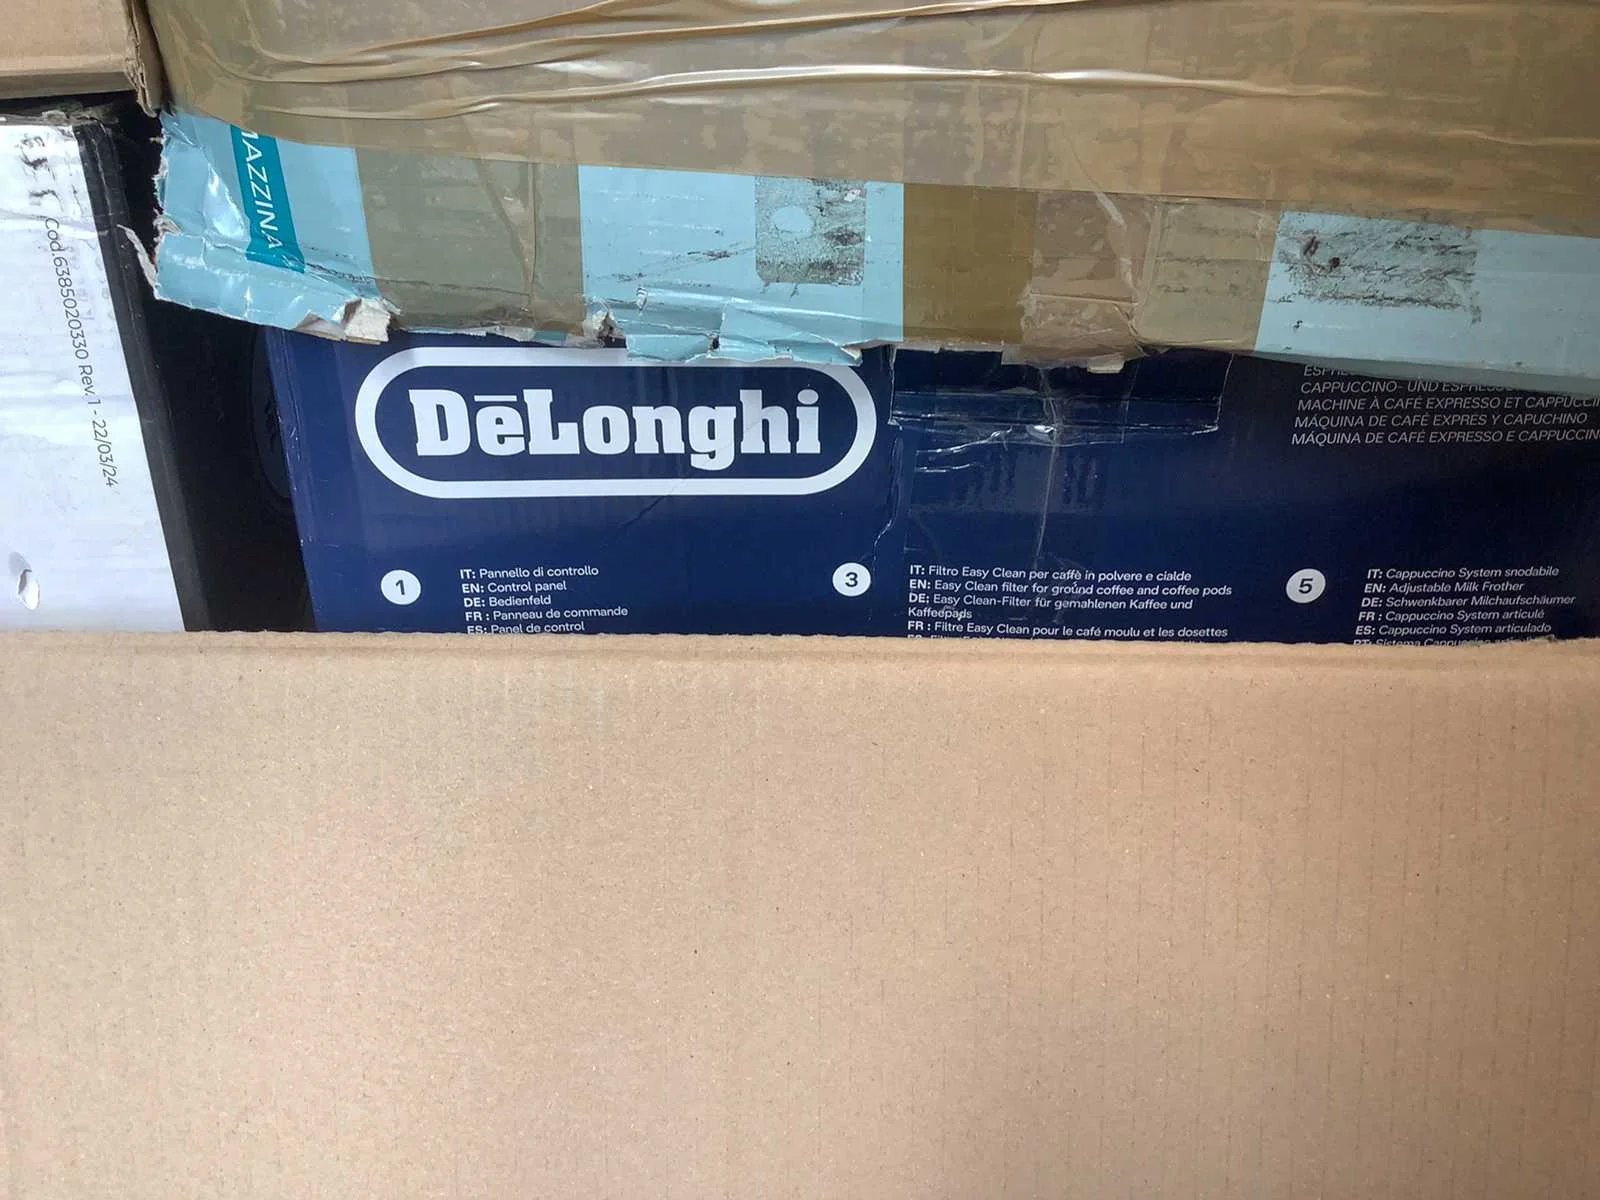 MAZZINA
Cod.6385020330 Rev.1 - 22/03/24
DēLonghi
CAPPUCCINO- UND
MACHINE À CAFÉ EXPRESSO ET
MÁQUINA DE CAFÉ EXPRES Y CAPUCHINO
MÁQUINA DE CAFÉ EXPRESSO E
1
IT: Pannello di controllo
EN: Control panel
DE: Bedienfeld
FR : Panneau de commande
ES: Panel de control
3
IT: Filtro Easy Clean per caffè in polvere e cialde
EN: Easy Clean filter for ground coffee and coffee pods
DE: Easy Clean-Filter für gemahlenen Kaffee und
Kaffeepads
FR : Filtre Easy Clean pour le café moulu et les dosettes
5
IT: Cappuccino System snodabile
EN: Adjustable Milk Frother
DE: Schwenkbarer Milchaufschäumer
FR : Cappuccino System articulé
ES: Cappuccino System articulado